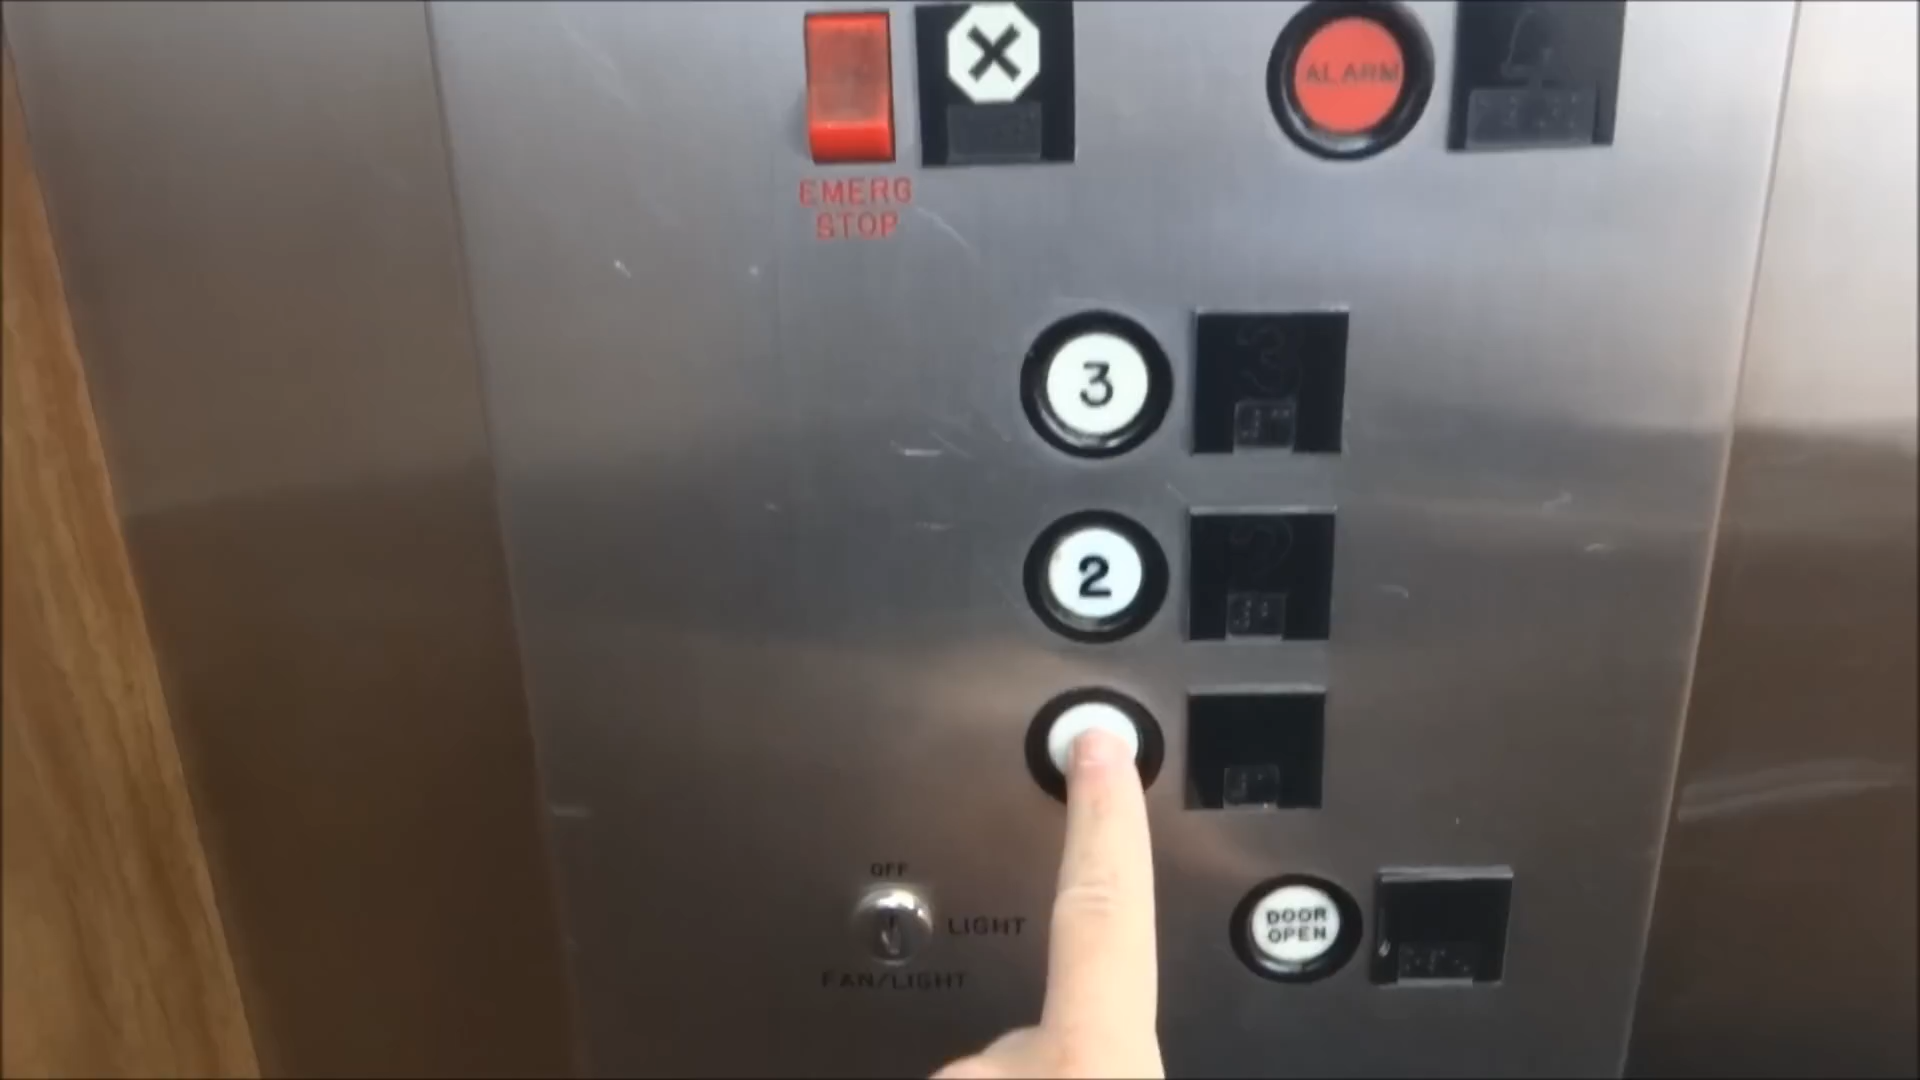 ALARM
EMERG
STOP
3
2
OFF
LIGHT
FAN/LIGHT
DOOR
OPEN